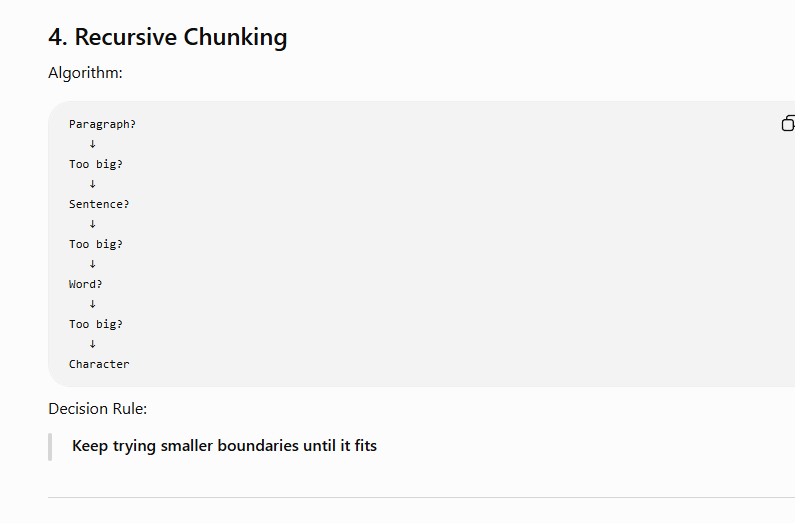 4. Recursive Chunking
Algorithm:
Paragraph?
↓
Too big?
↓
Sentence?
↓
Too big?
↓
Word?
↓
Too big?
↓
Character
Decision Rule:
Keep trying smaller boundaries until it fits